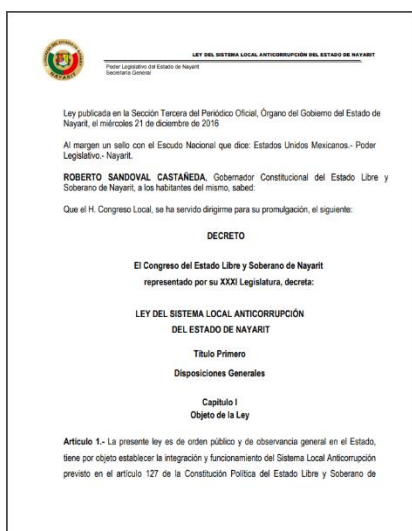 LEY DEL SISTEMA LOCAL ANTICORRUPCIÓN DEL ESTADO DE NAYARIT
Poder Legislativo del Estado de Nayarit
Secretaría General
NAYARIT
Ley publicada en la Sección Tercera del Periódico Oficial, Órgano del Gobierno del Estado de
Nayarit, el miércoles 21 de diciembre de 2016
Al margen un sello con el Escudo Nacional que dice: Estados Unidos Mexicanos.- Poder
Legislativo.- Nayarit.
ROBERTO SANDOVAL CASTAÑEDA, Gobernador Constitucional del Estado Libre y
Soberano de Nayarit, a los habitantes del mismo, sabed:
Que el H. Congreso Local, se ha servido dirigirme para su promulgación, el siguiente:
DECRETO
El Congreso del Estado Libre y Soberano de Nayarit
representado por su XXXI Legislatura, decreta:
LEY DEL SISTEMA LOCAL ANTICORRUPCIÓN
DEL ESTADO DE NAYARIT
Título Primero
Disposiciones Generales
Capítulo I
Objeto de la Ley
Artículo 1.- La presente ley es de orden público y de observancia general en el Estado,
tiene por objeto establecer la integración y funcionamiento del Sistema Local Anticorrupción
previsto en el artículo 127 de la Constitución Política del Estado Libre y Soberano de